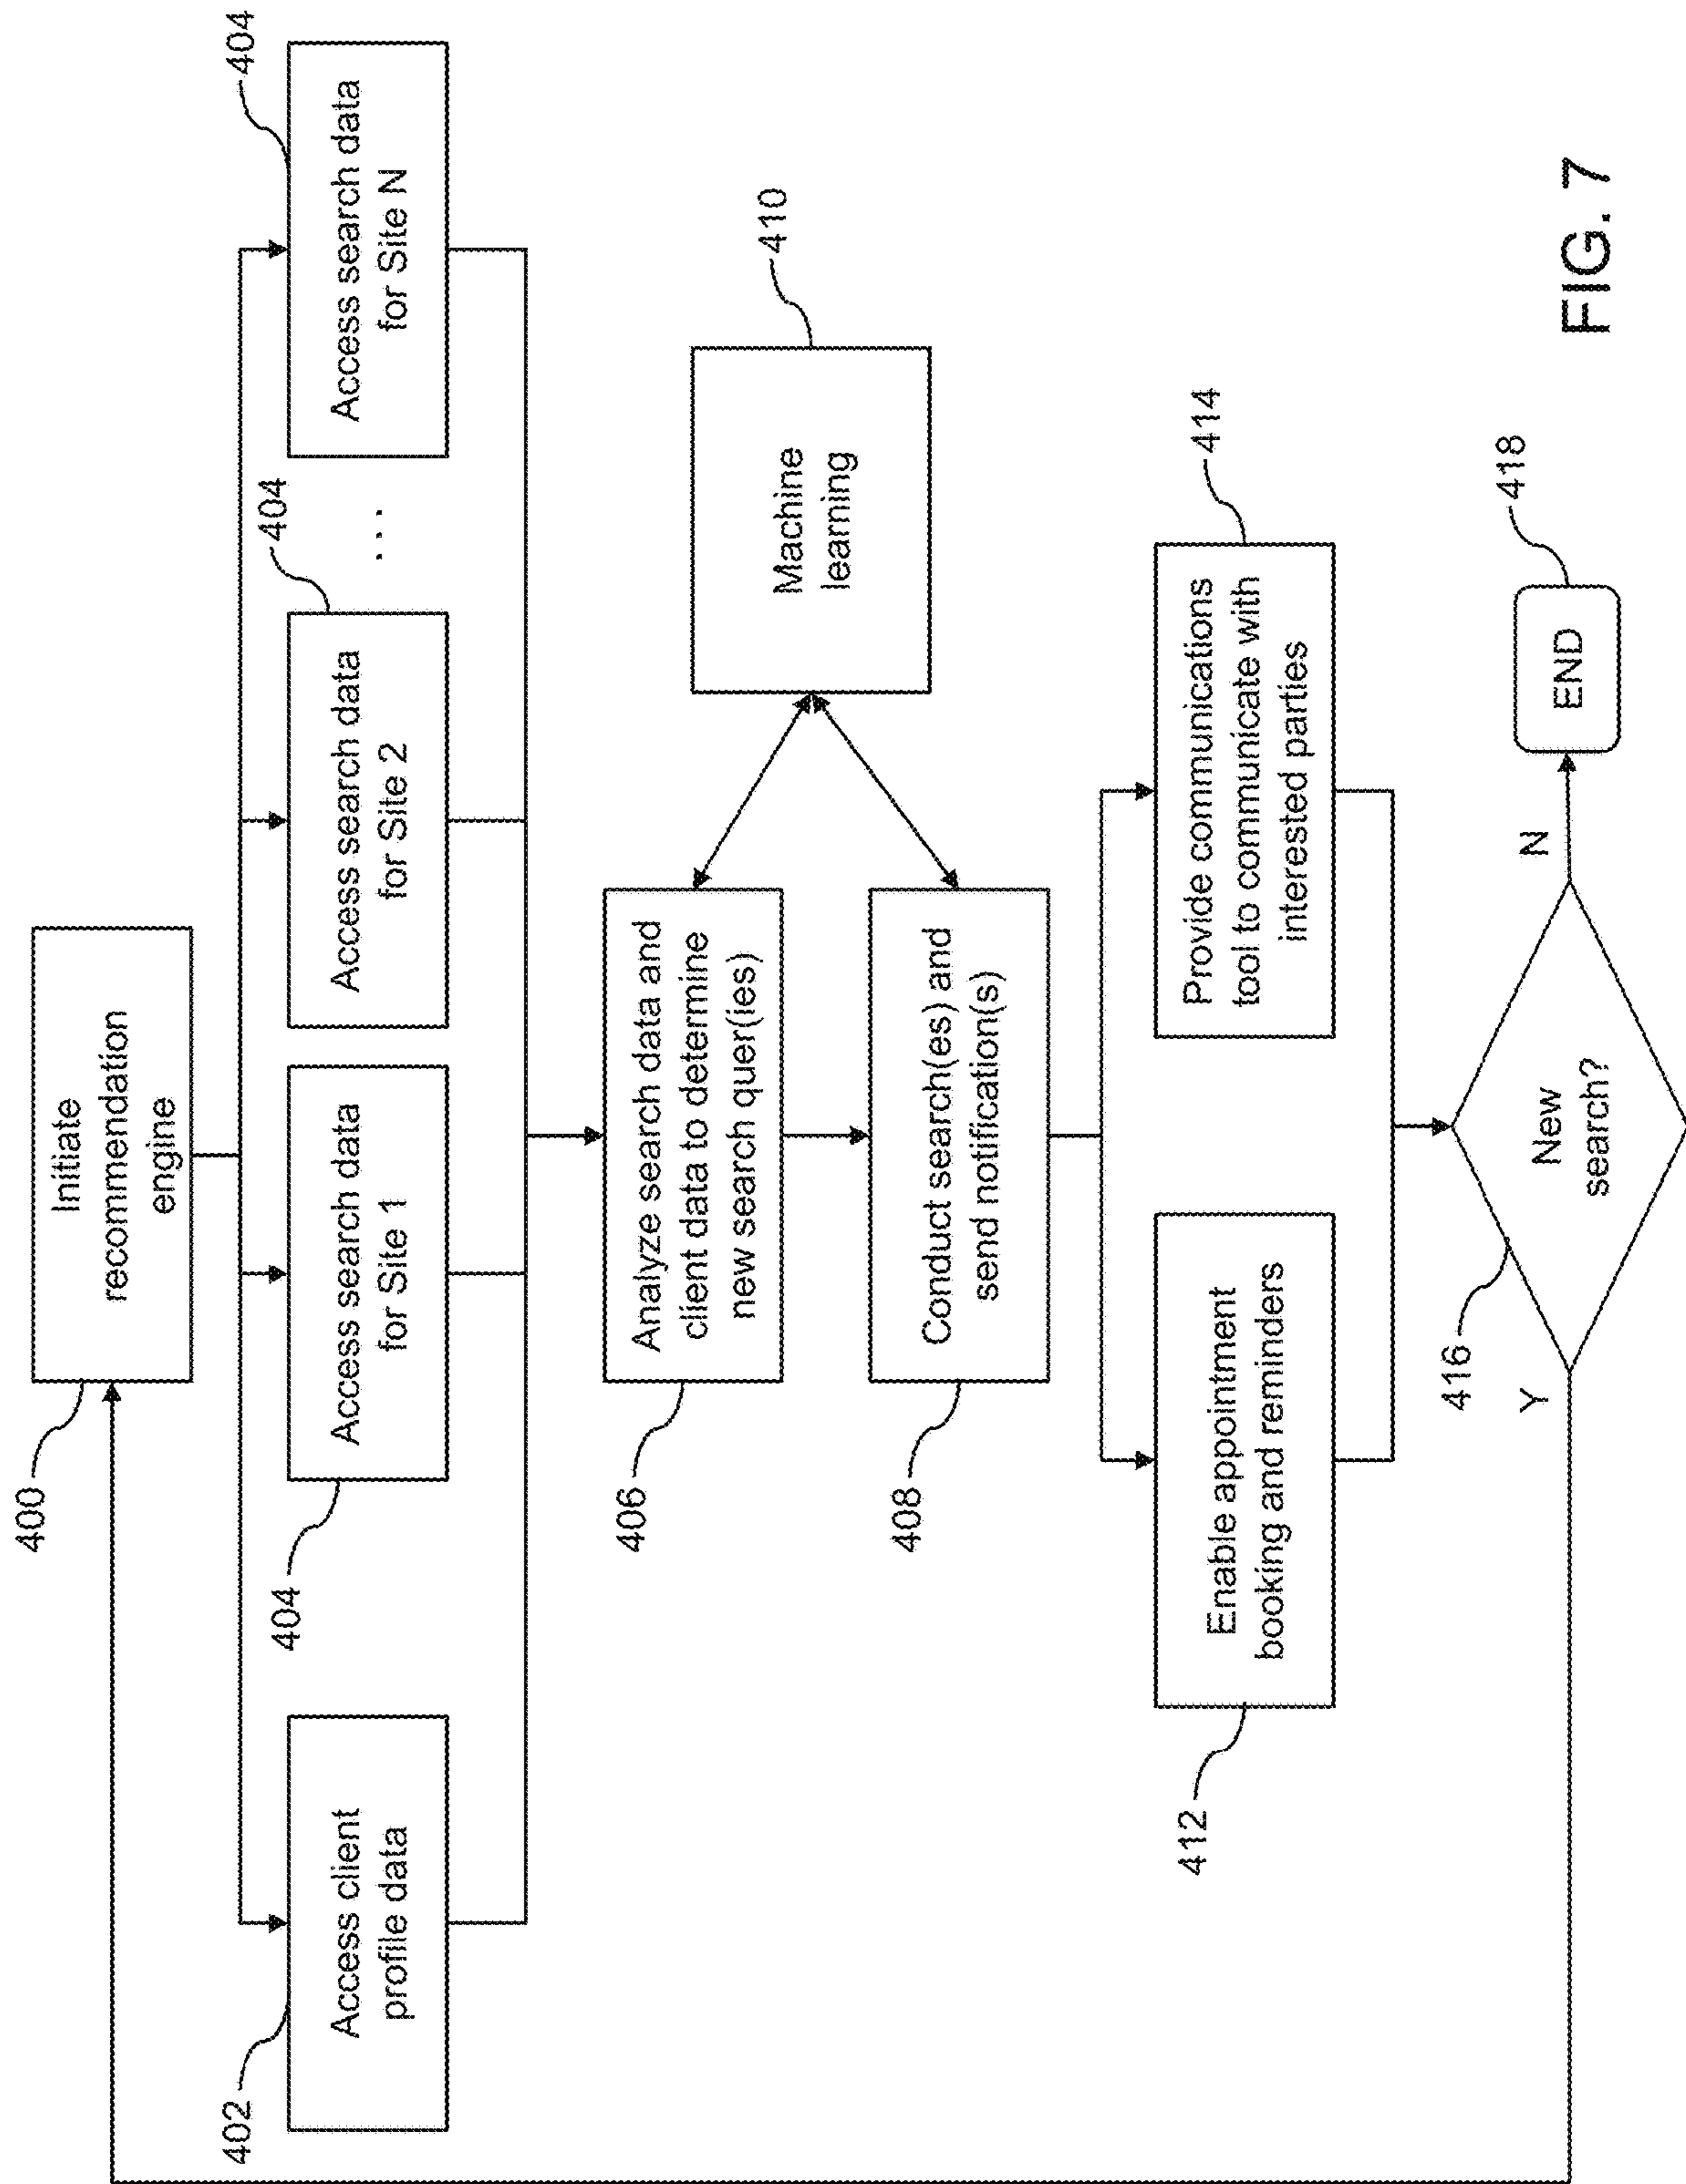 400
Initiate
recommendation
engine
402
Access client
profile data
404
Access search data
for Site 1
404
Access search data
for Site 2
. . .
404
Access search data
for Site N
406
Analyze search data and
client data to determine
new search quer(ies)
410
Machine
learning
408
Conduct search(es) and
send notification(s)
412
Enable appointment
booking and reminders
414
Provide communications
tool to communicate with
interested parties
416
New
search?
Y
N
418
END
FIG. 7